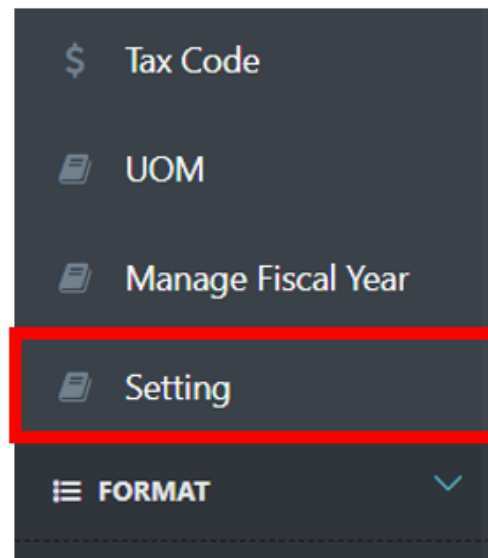 $ Tax Code
UOM
Manage Fiscal Year
Setting
FORMAT